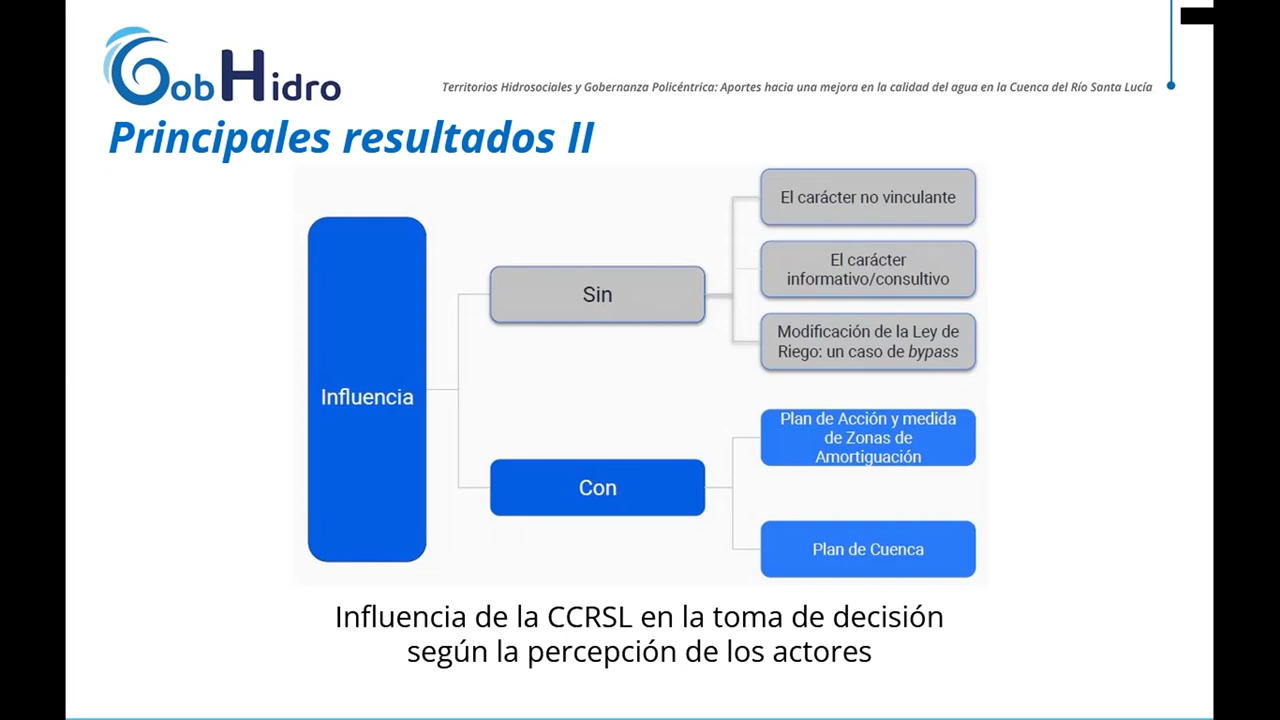 GobHidro
Territorios Hidrosociales y Gobernanza Policéntrica: Aportes hacia una mejora en la calidad del agua en la Cuenca del Río Santa Lucía
Principales resultados II
Influencia
Sin
El carácter no vinculante
El carácter
informativo/consultivo
Modificación de la Ley de
Riego: un caso de bypass
Con
Plan de Acción y medida
de Zonas de
Amortiguación
Plan de Cuenca
Influencia de la CCRSL en la toma de decisión
según la percepción de los actores